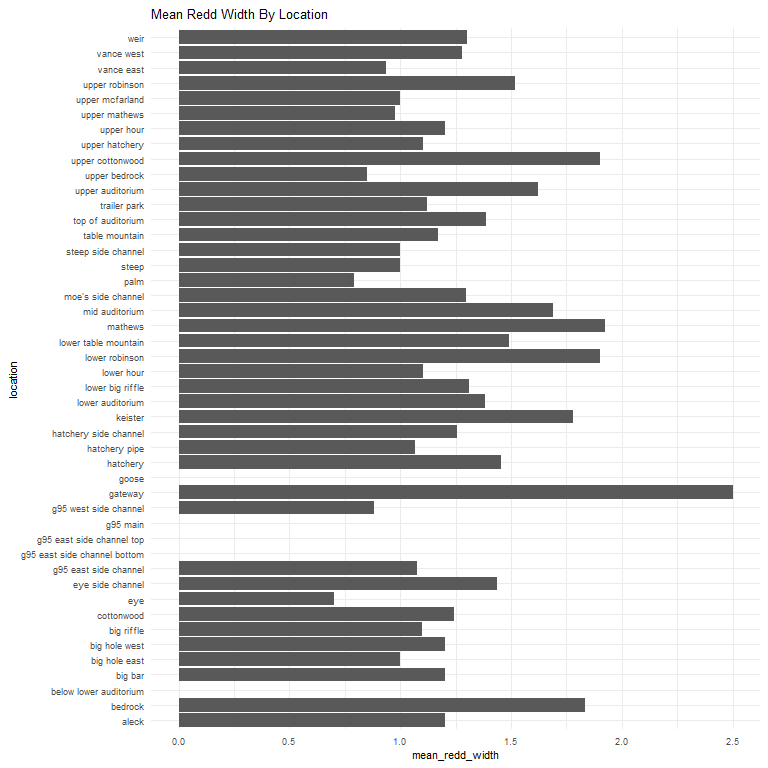 Mean Redd Width By Location
weir
vance west
vance east
upper robinson
upper mcfarland
upper mathews
upper hour
upper hatchery
upper cottonwood
upper bedrock
upper auditorium
trailer park
top of auditorium
table mountain
steep side channel
steep
palm
moe's side channel
mid auditorium
mathews
lower table mountain
lower robinson
lower hour
lower big riffle
lower auditorium
keister
hatchery side channel
hatchery pipe
hatchery
goose
gateway
g95 west side channel
g95 main
g95 east side channel top
g95 east side channel bottom
g95 east side channel
eye side channel
eye
cottonwood
big riffle
big hole west
big hole east
big bar
below lower auditorium
bedrock
aleck
location
0.0 0.5 1.0 1.5 2.0 2.5
mean_redd_width